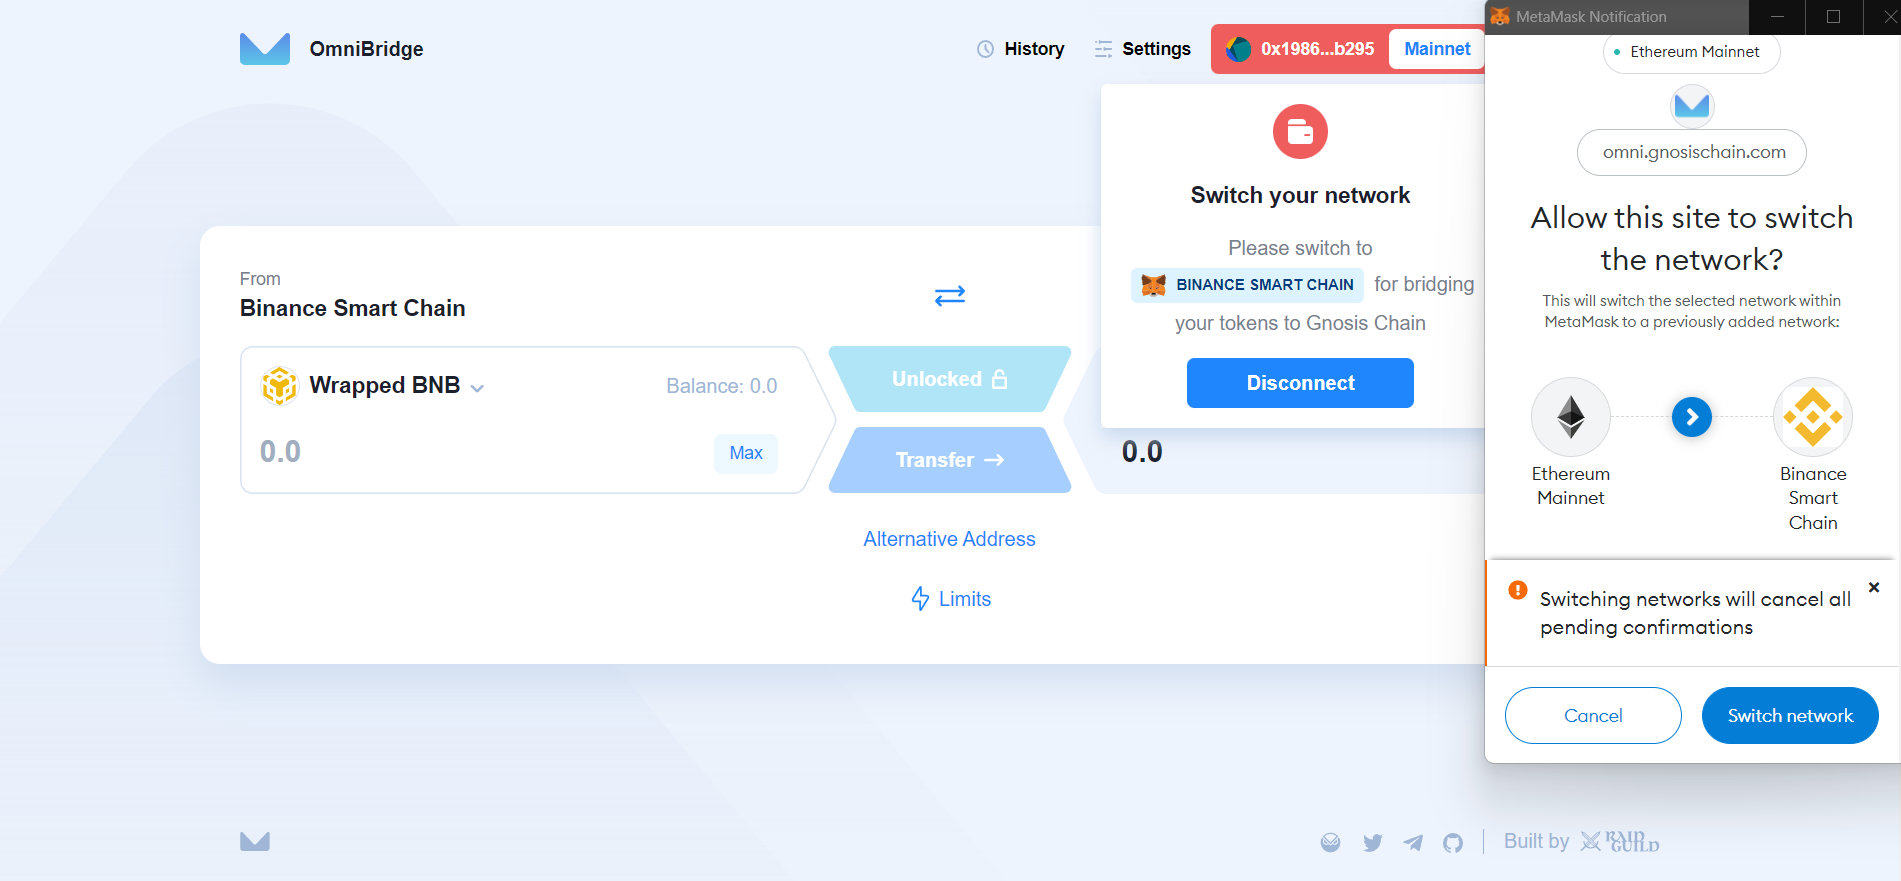 OmniBridge
History
Settings
0x1986...b295
Mainnet
Switch your network
Please switch to
BINANCE SMART CHAIN for bridging
your tokens to Gnosis Chain
Disconnect
From
Binance Smart Chain
Wrapped BNB
Balance: 0.0
0.0
Max
Unlocked
Transfer
0.0
Alternative Address
Limits
Built by RAID
GUILD
MetaMask Notification
Ethereum Mainnet
omni.gnosischain.com
Allow this site to switch
the network?
This will switch the selected network within
MetaMask to a previously added network:
Ethereum
Mainnet
Binance
Smart
Chain
Switching networks will cancel all
pending confirmations
Cancel
Switch network